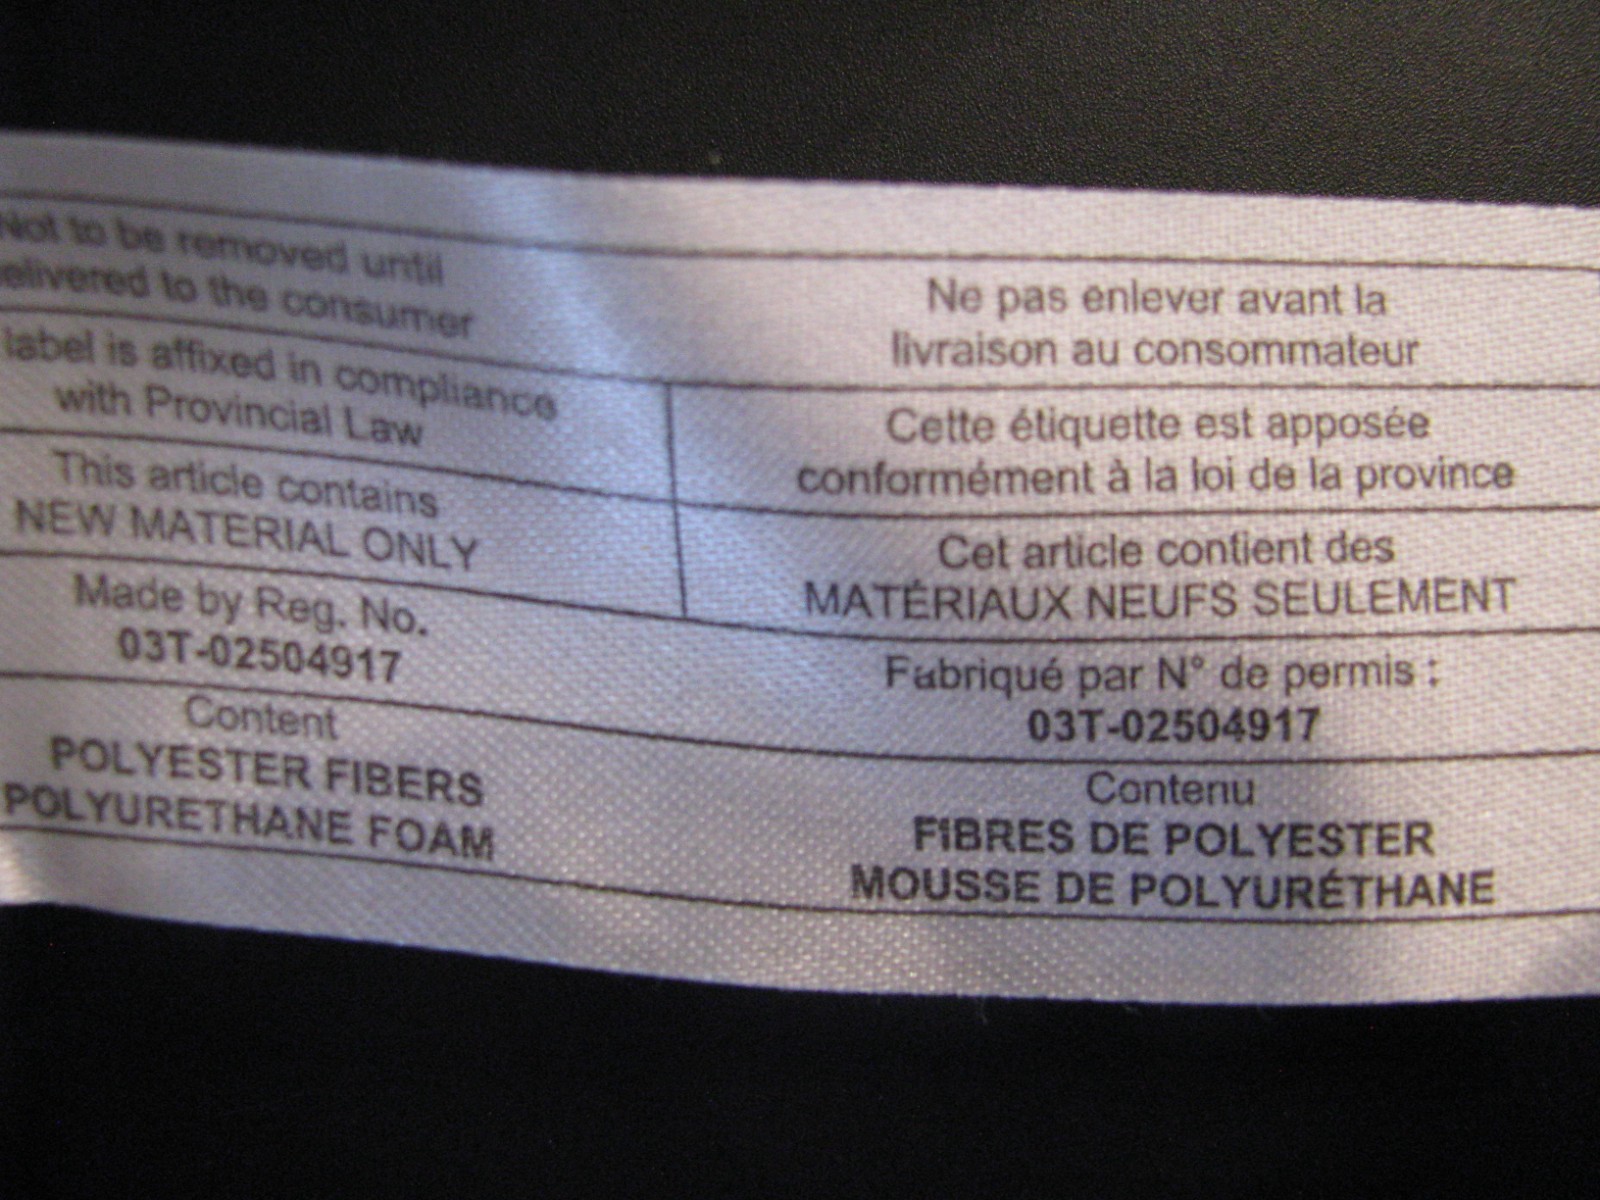 Not to be removed until
delivered to the consumer
label is affixed in compliance
with Provincial Law
This article contains
NEW MATERIAL ONLY
Made by Reg. No.
03T-02504917
Content
POLYESTER FIBERS
POLYURETHANE FOAM
Ne pas enlever avant la
livraison au consommateur
Cette étiquette est apposée
conformément à la loi de la province
Cet article contient des
MATÉRIAUX NEUFS SEULEMENT
Fabriqué par N° de permis :
03T-02504917
Contenu
FIBRES DE POLYESTER
MOUSSE DE POLYURÉTHANE